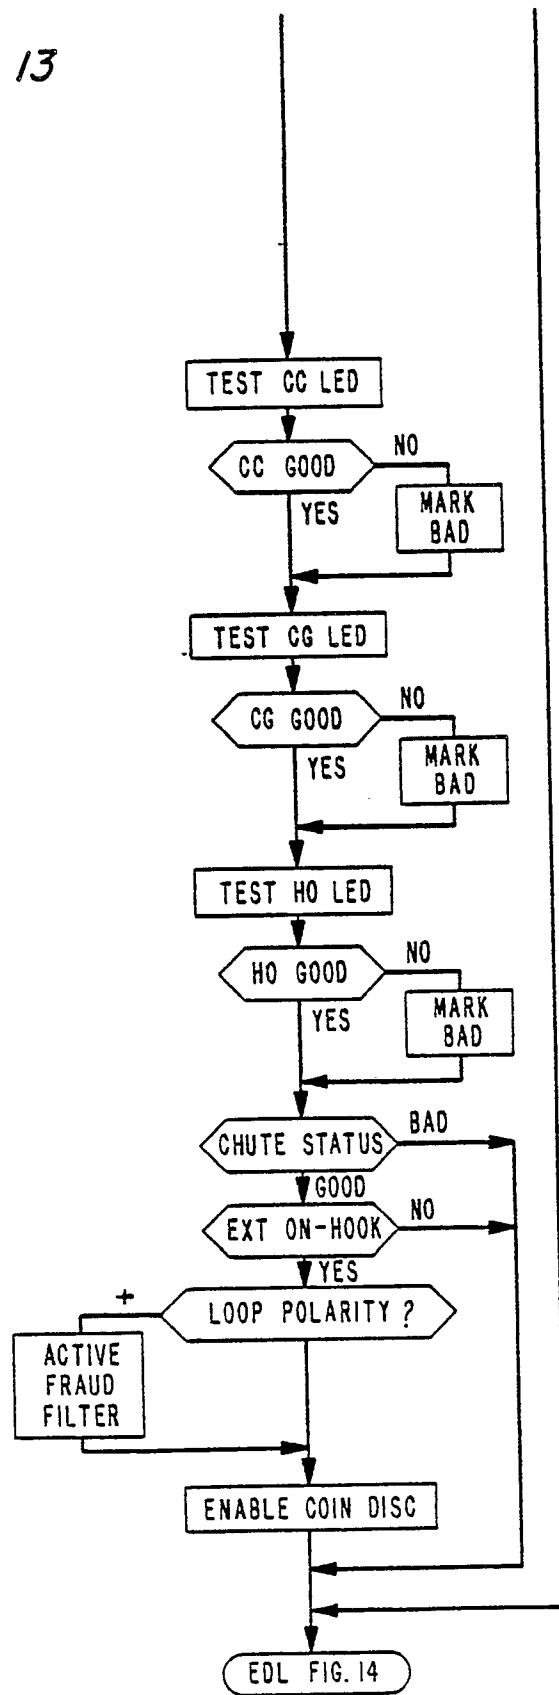 13
TEST CC LED
CC GOOD
NO
YES
MARK
BAD
TEST CG LED
CG GOOD
NO
YES
MARK
BAD
TEST HO LED
HO GOOD
NO
YES
MARK
BAD
CHUTE STATUS
BAD
GOOD
EXT ON-HOOK
NO
YES
+
LOOP POLARITY ?
ACTIVE
FRAUD
FILTER
ENABLE COIN DISC
EDL FIG. 14